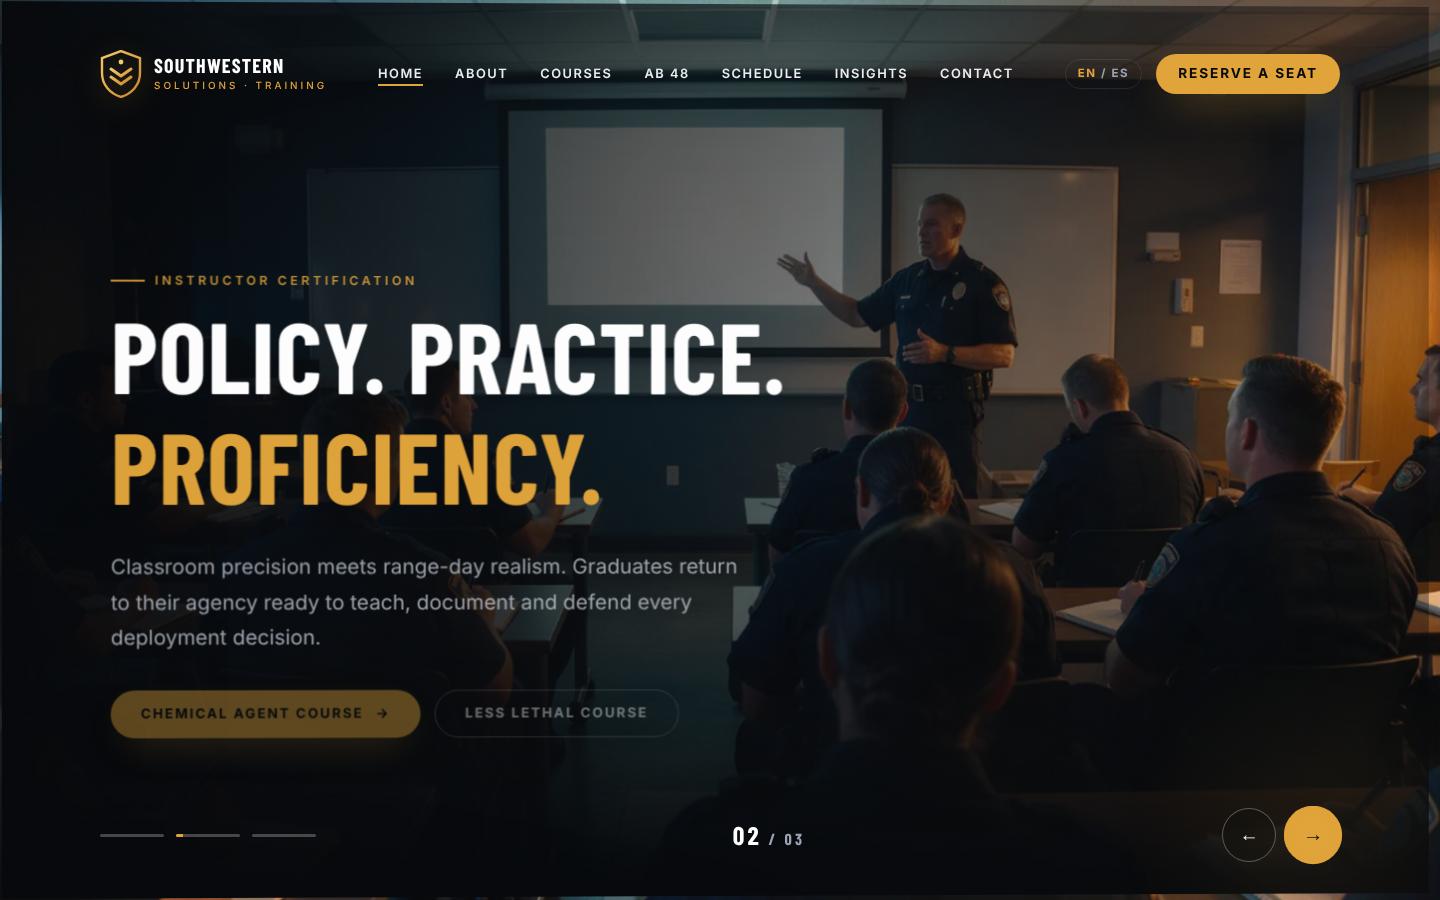 SOUTHWESTERN
SOLUTIONS · TRAINING
HOME
ABOUT
COURSES
AB 48
SCHEDULE
INSIGHTS
CONTACT
EN / ES
RESERVE A SEAT
INSTRUCTOR CERTIFICATION
POLICY. PRACTICE.
PROFICIENCY.
Classroom precision meets range-day realism. Graduates return
to their agency ready to teach, document and defend every
deployment decision.
CHEMICAL AGENT COURSE →
LESS LETHAL COURSE
02 / 03
← →